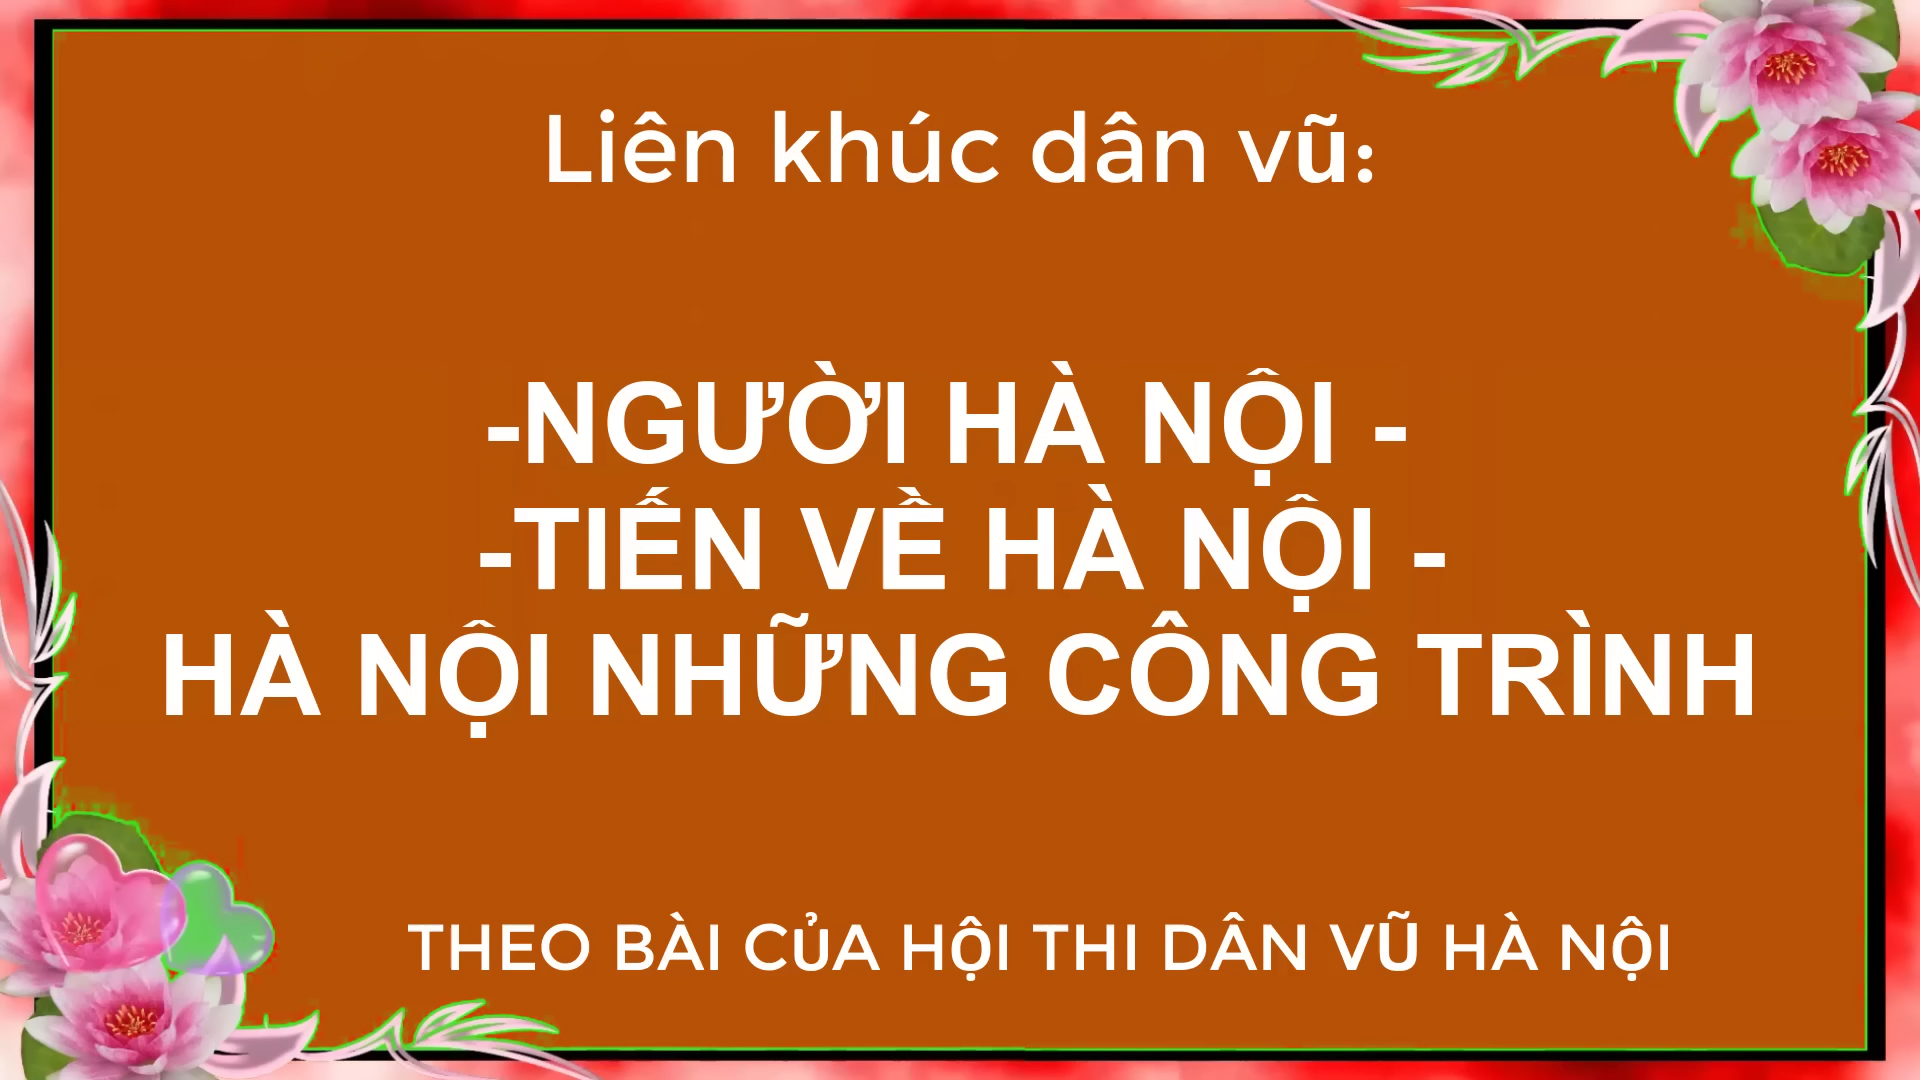 Liên khúc dân vũ:
-NGƯỜI HÀ NỘI -
-TIẾN VỀ HÀ NỘI -
HÀ NỘI NHỮNG CÔNG TRÌNH
THEO BÀI CủA HộI THI DÂN VŨ HÀ NộI